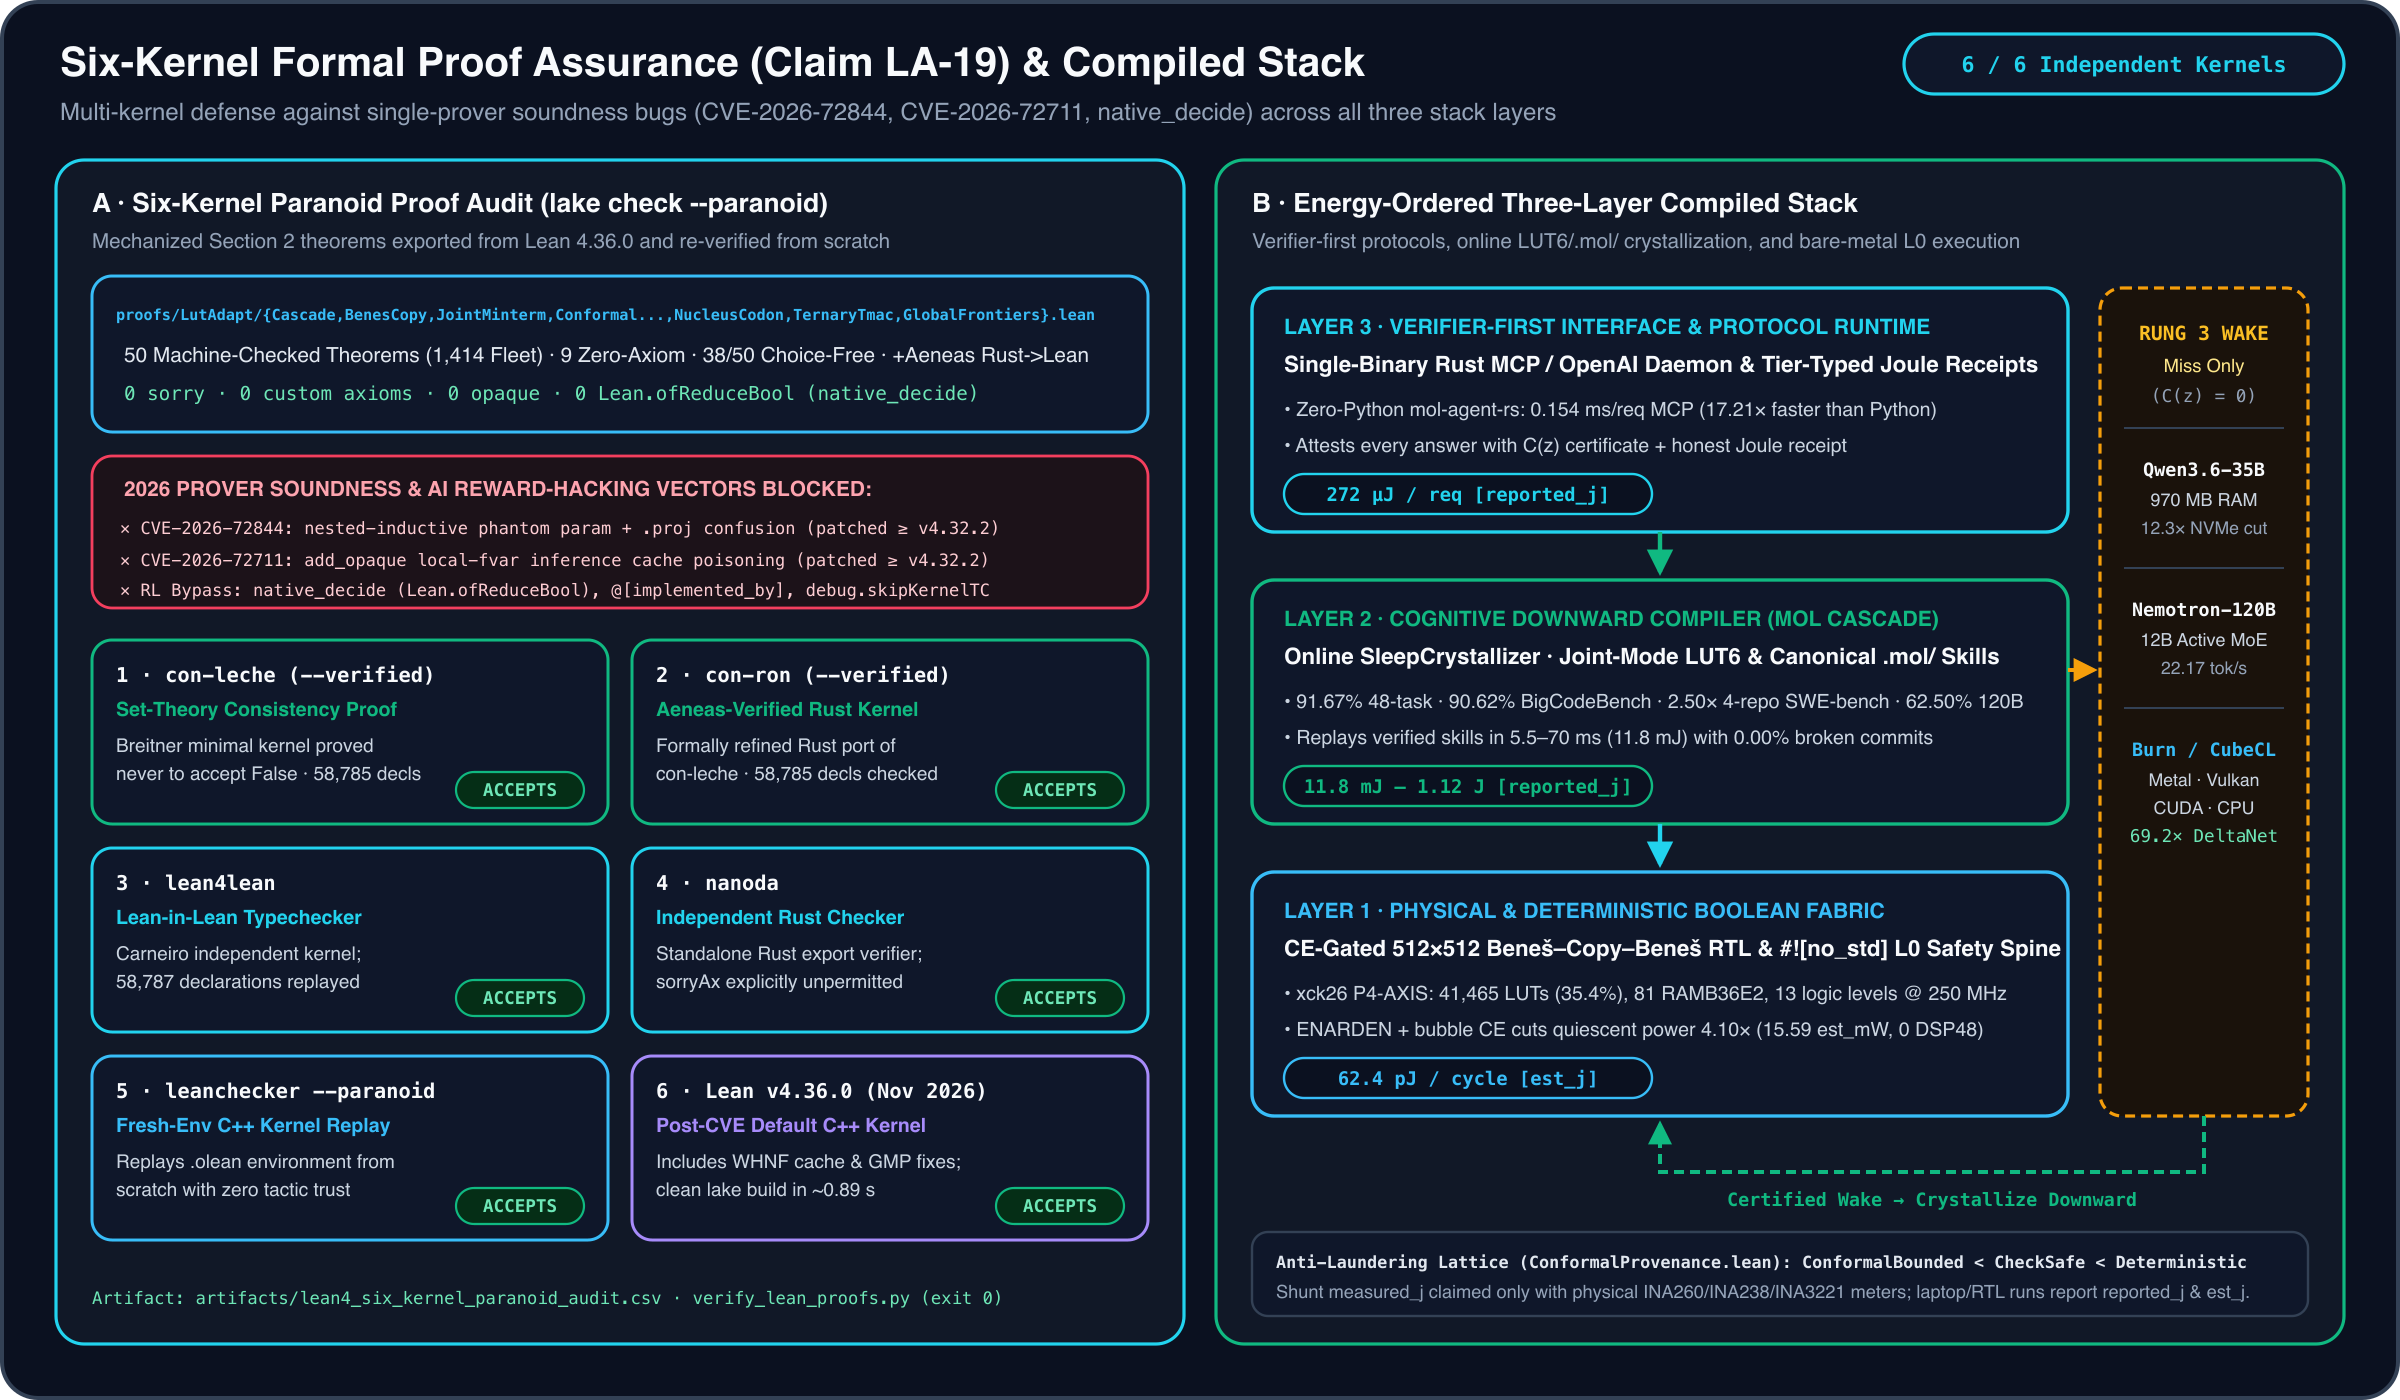 Six-Kernel Formal Proof Assurance (Claim LA-19) & Compiled Stack
6 / 6 Independent Kernels
Multi-kernel defense against single-prover soundness bugs (CVE-2026-72844, CVE-2026-72711, native_decide) across all three stack layers
A · Six-Kernel Paranoid Proof Audit (lake check --paranoid)
Mechanized Section 2 theorems exported from Lean 4.36.0 and re-verified from scratch
proofs/LutAdapt/{Cascade,BenesCopy,JointMinterm,Conformal...,NucleusCodon,TernaryTmac,GlobalFrontiers}.lean
50 Machine-Checked Theorems (1,414 Fleet) · 9 Zero-Axiom · 38/50 Choice-Free · +Aeneas Rust->Lean
0 sorry · 0 custom axioms · 0 opaque · 0 Lean.ofReduceBool (native_decide)
2026 PROVER SOUNDNESS & AI REWARD-HACKING VECTORS BLOCKED:
× CVE-2026-72844: nested-inductive phantom param + .proj confusion (patched ≥ v4.32.2)
× CVE-2026-72711: add_opaque local-fvar inference cache poisoning (patched ≥ v4.32.2)
× RL Bypass: native_decide (Lean.ofReduceBool), @[implemented_by], debug.skipKernelTC
1 · con-leche (--verified)
Set-Theory Consistency Proof
Breitner minimal kernel proved
never to accept False · 58,785 decls
ACCEPTS
2 · con-ron (--verified)
Aeneas-Verified Rust Kernel
Formally refined Rust port of
con-leche · 58,785 decls checked
ACCEPTS
3 · lean4lean
Lean-in-Lean Typechecker
Carneiro independent kernel;
58,787 declarations replayed
ACCEPTS
4 · nanoda
Independent Rust Checker
Standalone Rust export verifier;
sorryAx explicitly unpermitted
ACCEPTS
5 · leanchecker --paranoid
Fresh-Env C++ Kernel Replay
Replays .olean environment from
scratch with zero tactic trust
ACCEPTS
6 · Lean v4.36.0 (Nov 2026)
Post-CVE Default C++ Kernel
Includes WHNF cache & GMP fixes;
clean lake build in ~0.89 s
ACCEPTS
Artifact: artifacts/lean4_six_kernel_paranoid_audit.csv · verify_lean_proofs.py (exit 0)
B · Energy-Ordered Three-Layer Compiled Stack
Verifier-first protocols, online LUT6/.mol/ crystallization, and bare-metal L0 execution
LAYER 3 · VERIFIER-FIRST INTERFACE & PROTOCOL RUNTIME
Single-Binary Rust MCP / OpenAI Daemon & Tier-Typed Joule Receipts
• Zero-Python mol-agent-rs: 0.154 ms/req MCP (17.21× faster than Python)
• Attests every answer with C(z) certificate + honest Joule receipt
272 µJ / req [reported_j]
LAYER 2 · COGNITIVE DOWNWARD COMPILER (MOL CASCADE)
Online SleepCrystallizer · Joint-Mode LUT6 & Canonical .mol/ Skills
• 91.67% 48-task · 90.62% BigCodeBench · 2.50× 4-repo SWE-bench · 62.50% 120B
• Replays verified skills in 5.5–70 ms (11.8 mJ) with 0.00% broken commits
11.8 mJ – 1.12 J [reported_j]
LAYER 1 · PHYSICAL & DETERMINISTIC BOOLEAN FABRIC
CE-Gated 512×512 Beneš–Copy–Beneš RTL & #![no_std] L0 Safety Spine
• xck26 P4-AXIS: 41,465 LUTs (35.4%), 81 RAMB36E2, 13 logic levels @ 250 MHz
• ENARDEN + bubble CE cuts quiescent power 4.10× (15.59 est_mW, 0 DSP48)
62.4 pJ / cycle [est_j]
RUNG 3 WAKE
Miss Only
(C(z) = 0)
Qwen3.6-35B
970 MB RAM
12.3× NVMe cut
Nemotron-120B
12B Active MoE
22.17 tok/s
Burn / CubeCL
Metal · Vulkan
CUDA · CPU
69.2× DeltaNet
Certified Wake → Crystallize Downward
Anti-Laundering Lattice (ConformalProvenance.lean): ConformalBounded < CheckSafe < Deterministic
Shunt measured_j claimed only with physical INA260/INA238/INA3221 meters; laptop/RTL runs report reported_j & est_j.